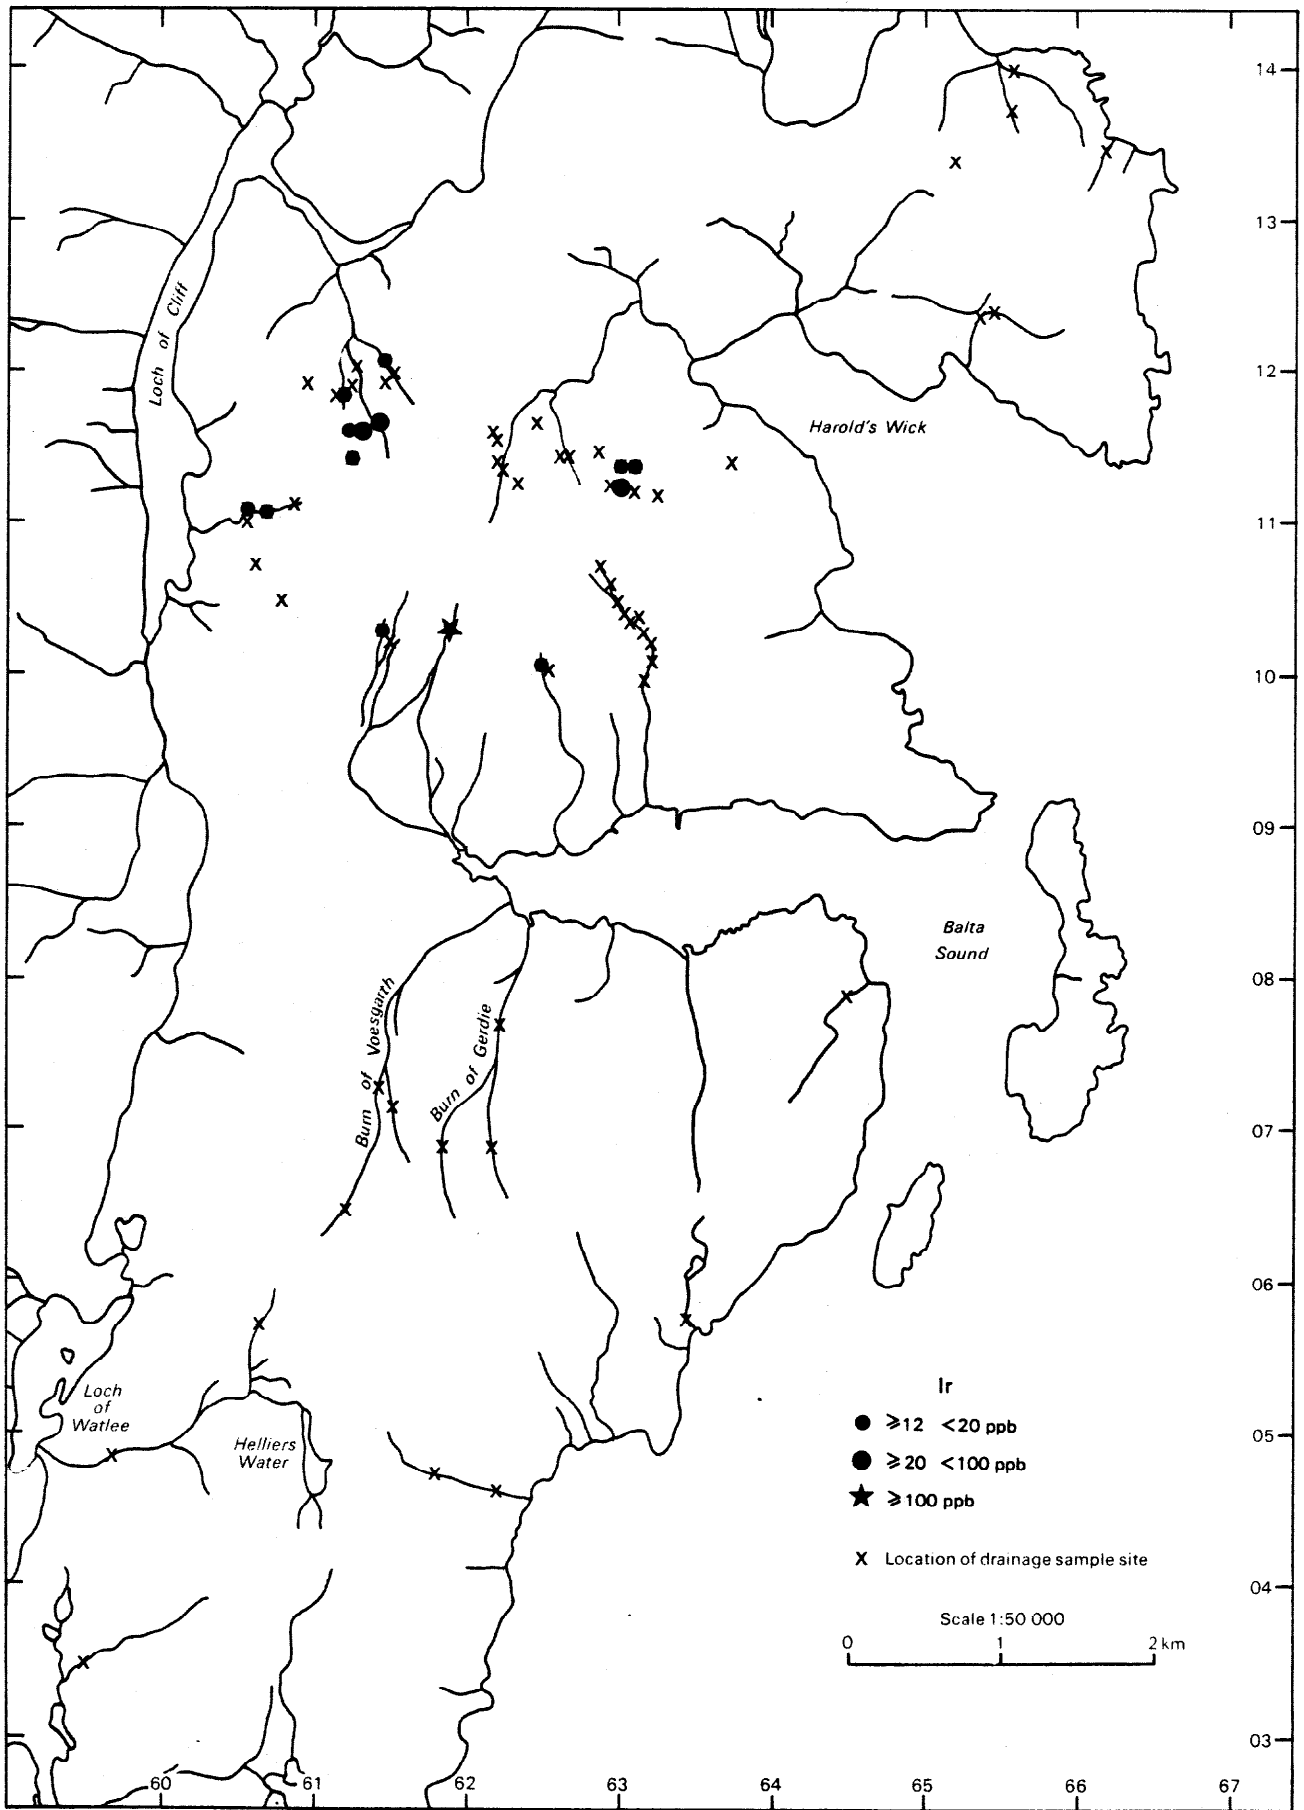 14
13
Loch of Cliff
12
Harold's Wick
11
10
09
Balta
Sound
08
Burn of Voesgarth
Burn of Gerdie
07
06
Loch
of
Watlee
Helliers
Water
Ir
⩾12 <20 ppb
⩾20 <100 ppb
⩾100 ppb
05
X Location of drainage sample site
04
Scale 1:50 000
0 1 2 km
03
60 61 62 63 64 65 66 67